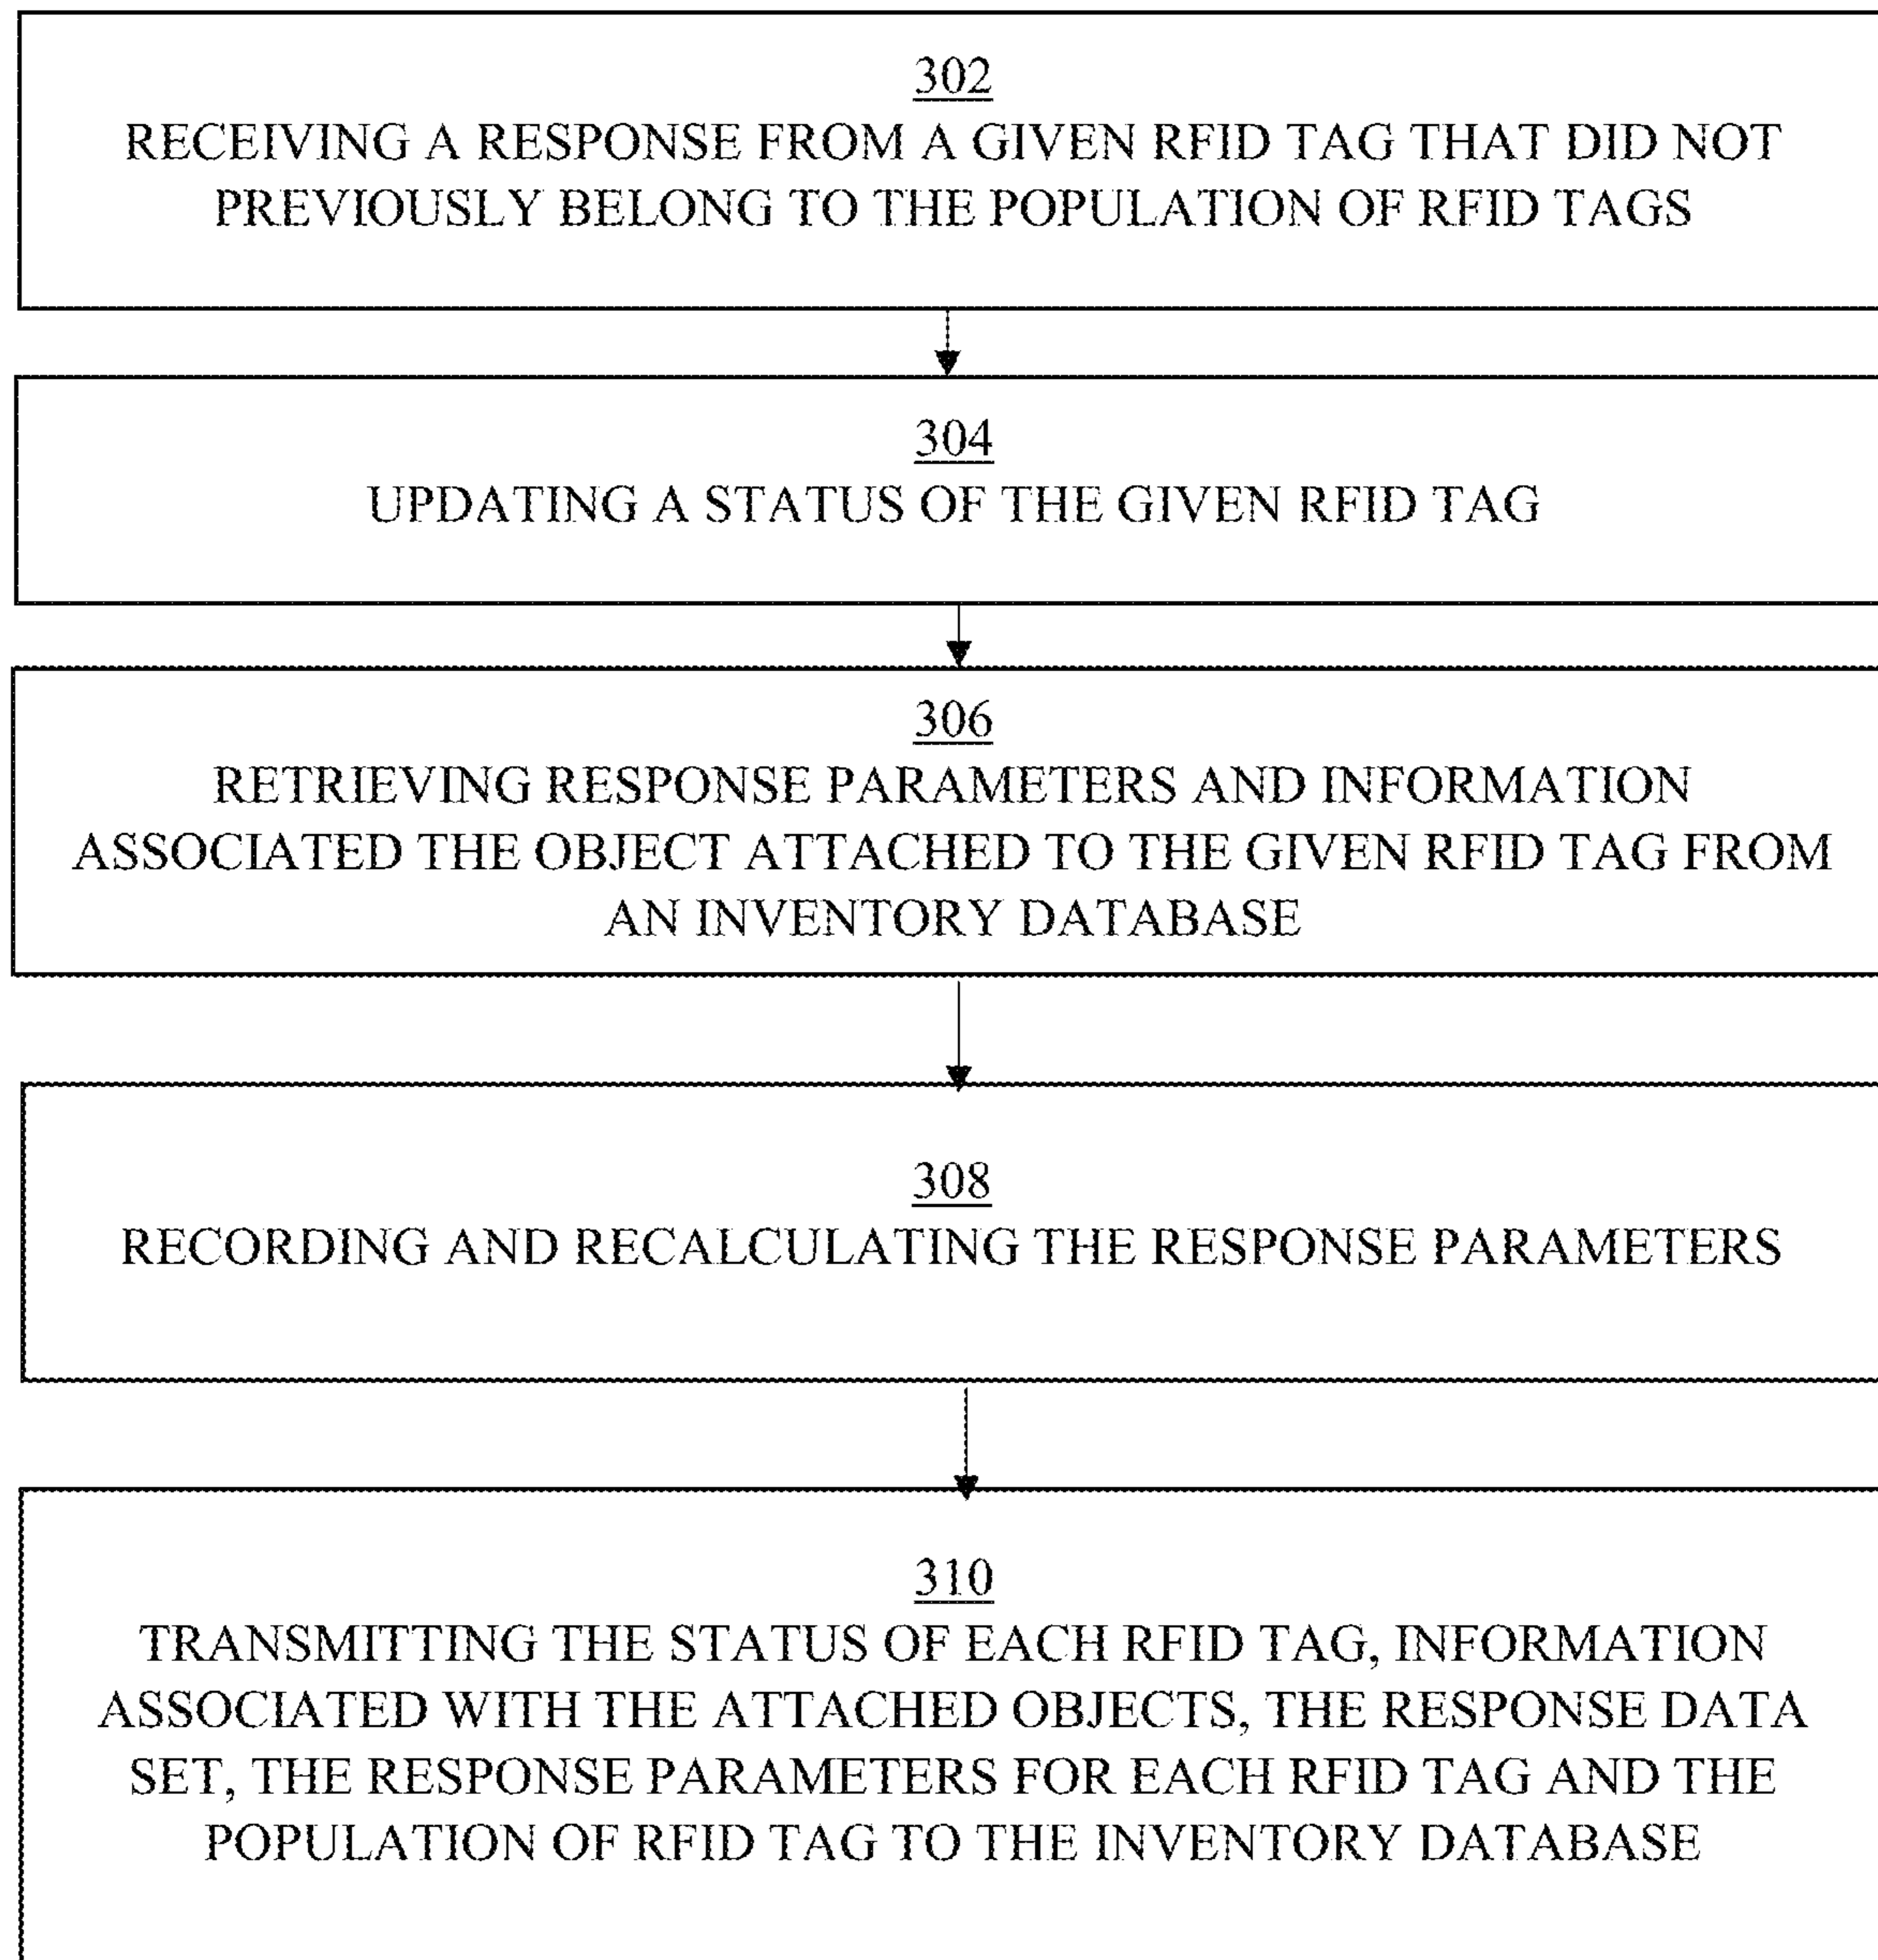 302
RECEIVING A RESPONSE FROM A GIVEN RFID TAG THAT DID NOT
PREVIOUSLY BELONG TO THE POPULATION OF RFID TAGS
304
UPDATING A STATUS OF THE GIVEN RFID TAG
306
RETRIEVING RESPONSE PARAMETERS AND INFORMATION
ASSOCIATED THE OBJECT ATTACHED TO THE GIVEN RFID TAG FROM
AN INVENTORY DATABASE
308
RECORDING AND RECALCULATING THE RESPONSE PARAMETERS
310
TRANSMITTING THE STATUS OF EACH RFID TAG, INFORMATION
ASSOCIATED WITH THE ATTACHED OBJECTS, THE RESPONSE DATA
SET, THE RESPONSE PARAMETERS FOR EACH RFID TAG AND THE
POPULATION OF RFID TAG TO THE INVENTORY DATABASE